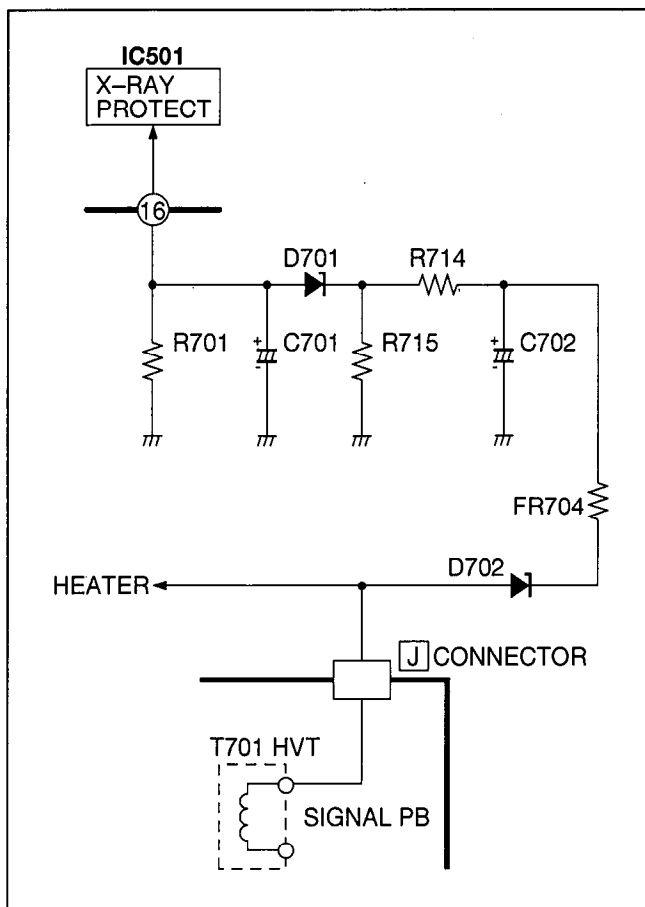 IC501
X-RAY
PROTECT
16
D701
R714
R701
C701
R715
C702
+
-
+
-
FR704
D702
HEATER
J CONNECTOR
T701 HVT
SIGNAL PB